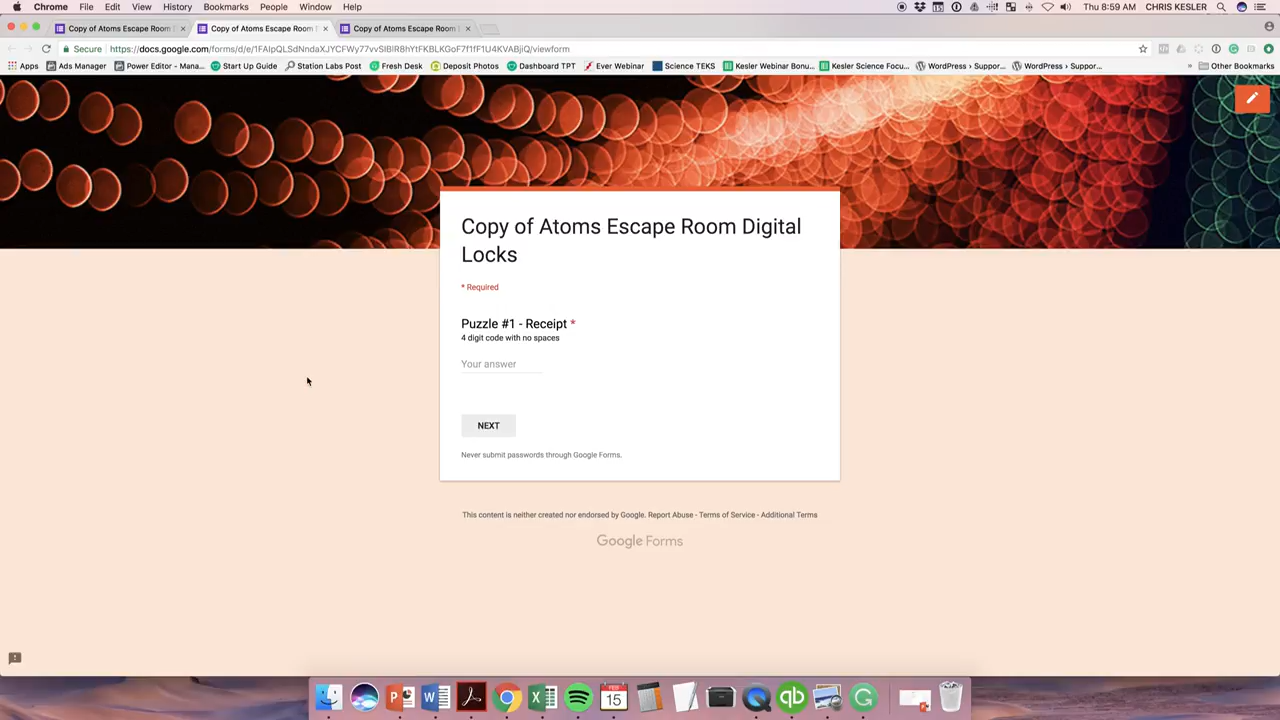 Chrome File Edit View History Bookmarks People Window Help Thu 8:59 AM CHRIS KESLER
Copy of Atoms Escape Room Copy of Atoms Escape Room Copy of Atoms Escape Room
Secure https://docs.google.com/forms/d/e/
/viewform
Apps Ads Manager Power Editor - Mana... Start Up Guide Station Labs Post Fresh Desk Deposit Photos Dashboard TPT Ever Webinar Science TEKS Kesler Webinar Bonu... Kesler Science Focu... WordPress › Suppor... WordPress › Suppor... » Other Bookmarks
Copy of Atoms Escape Room Digital
Locks
* Required
Puzzle #1 - Receipt *
4 digit code with no spaces
Your answer
NEXT
Never submit passwords through Google Forms.
This content is neither created nor endorsed by Google. Report Abuse - Terms of Service - Additional Terms
Google Forms
FEB
15